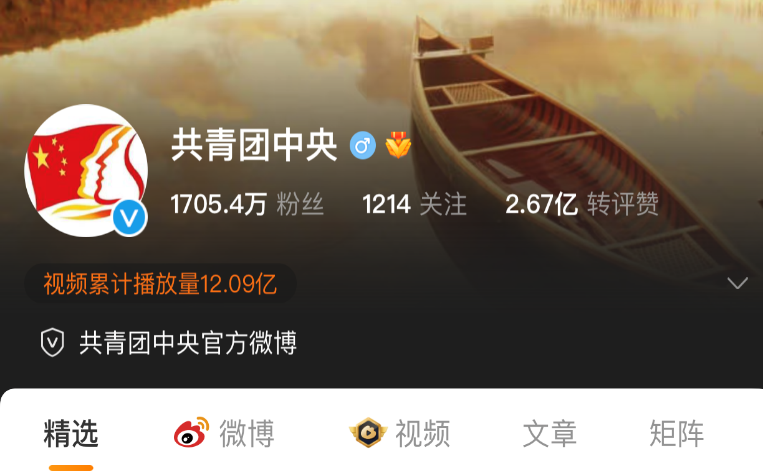 共青团中央
1705.4万 粉丝 1214 关注 2.67亿 转评赞
视频累计播放量12.09亿
共青团中央官方微博
精选 微博 视频 文章 矩阵